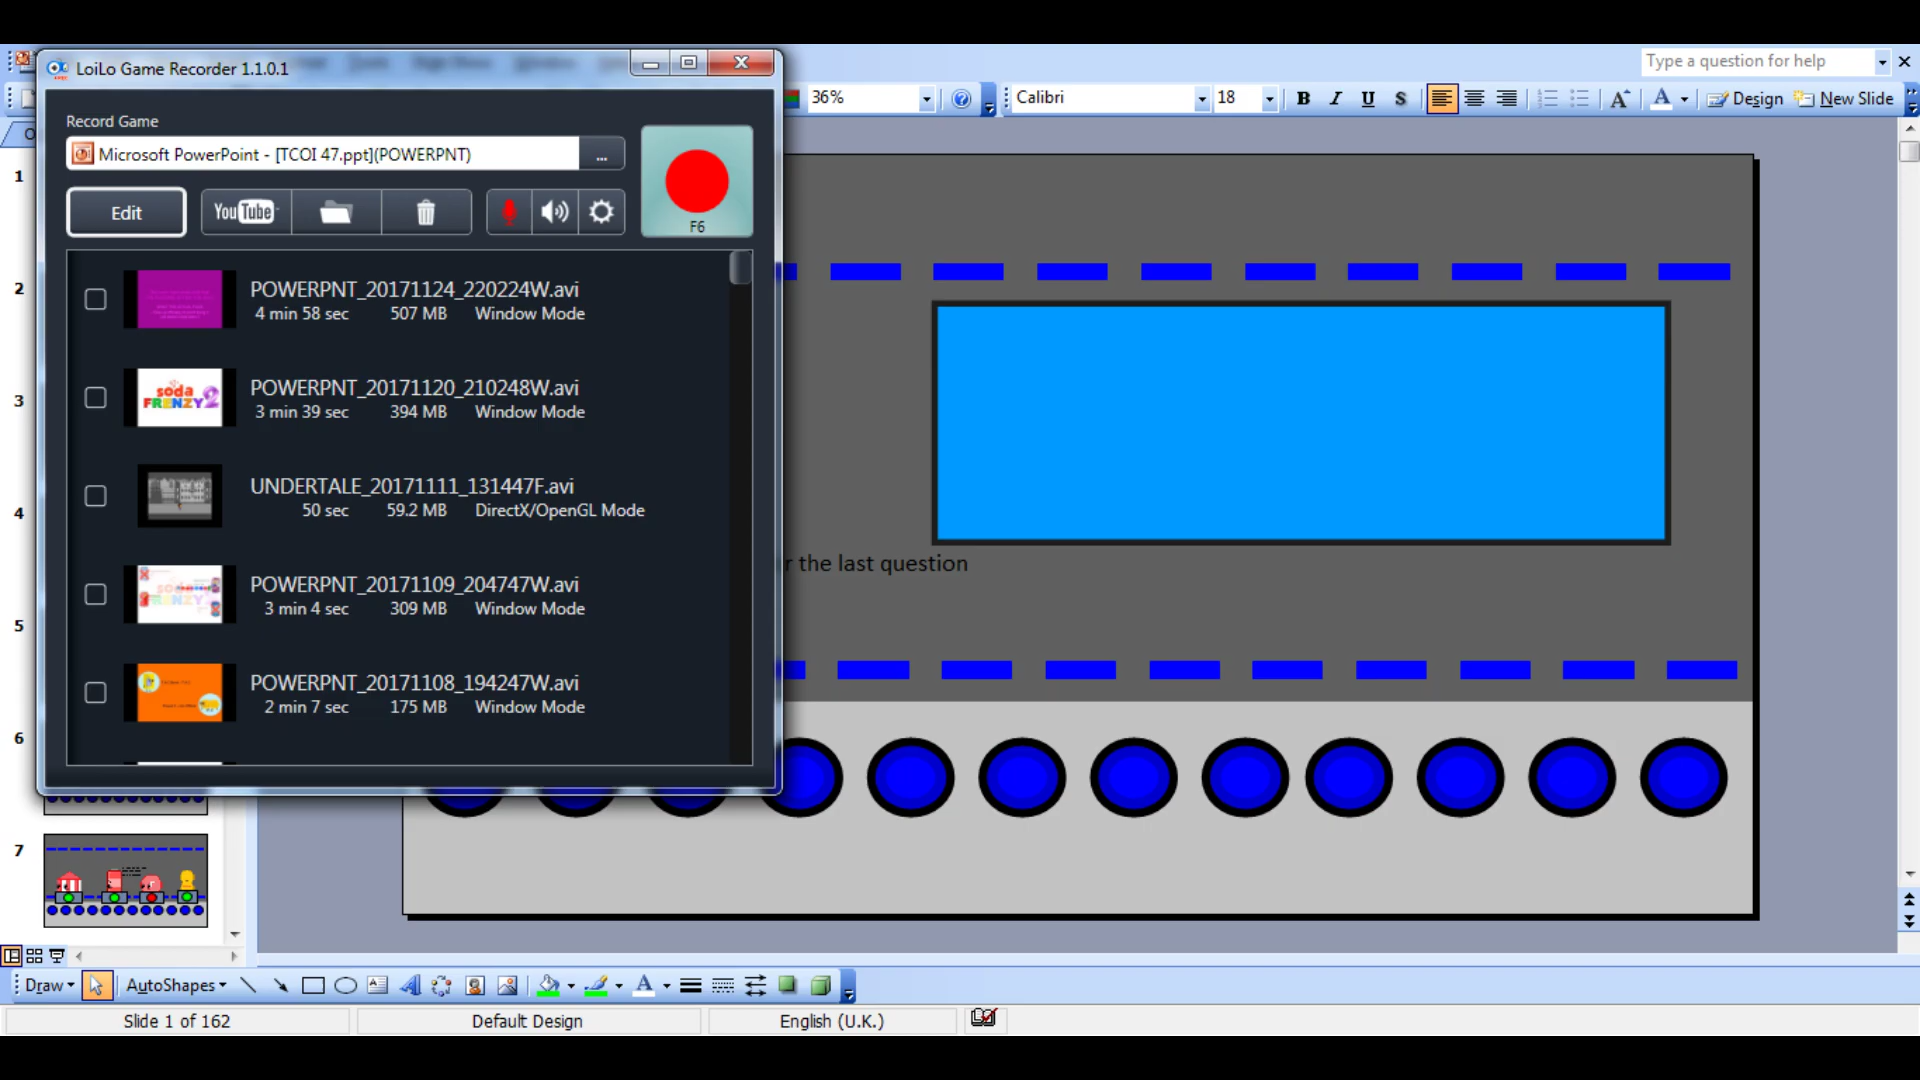 LoiLo Game Recorder 1.1.0.1
Type a question for help
Record Game
36%
Calibri
18
B I U S
A
A
Design
New Slide
Microsoft PowerPoint - [TCOI 47.ppt](POWERPNT)
...
Edit
YouTube
F6
1
2
3
4
5
6
7
POWERPNT_20171124_220224W.avi
4 min 58 sec 507 MB Window Mode
soda
FRENZY 2
POWERPNT_20171120_210248W.avi
3 min 39 sec 394 MB Window Mode
UNDERTALE_20171111_131447F.avi
50 sec 59.2 MB DirectX/OpenGL Mode
POWERPNT_20171109_204747W.avi
3 min 4 sec 309 MB Window Mode
POWERPNT_20171108_194247W.avi
2 min 7 sec 175 MB Window Mode
r the last question
Draw
AutoShapes
A
A
Slide 1 of 162
Default Design
English (U.K.)